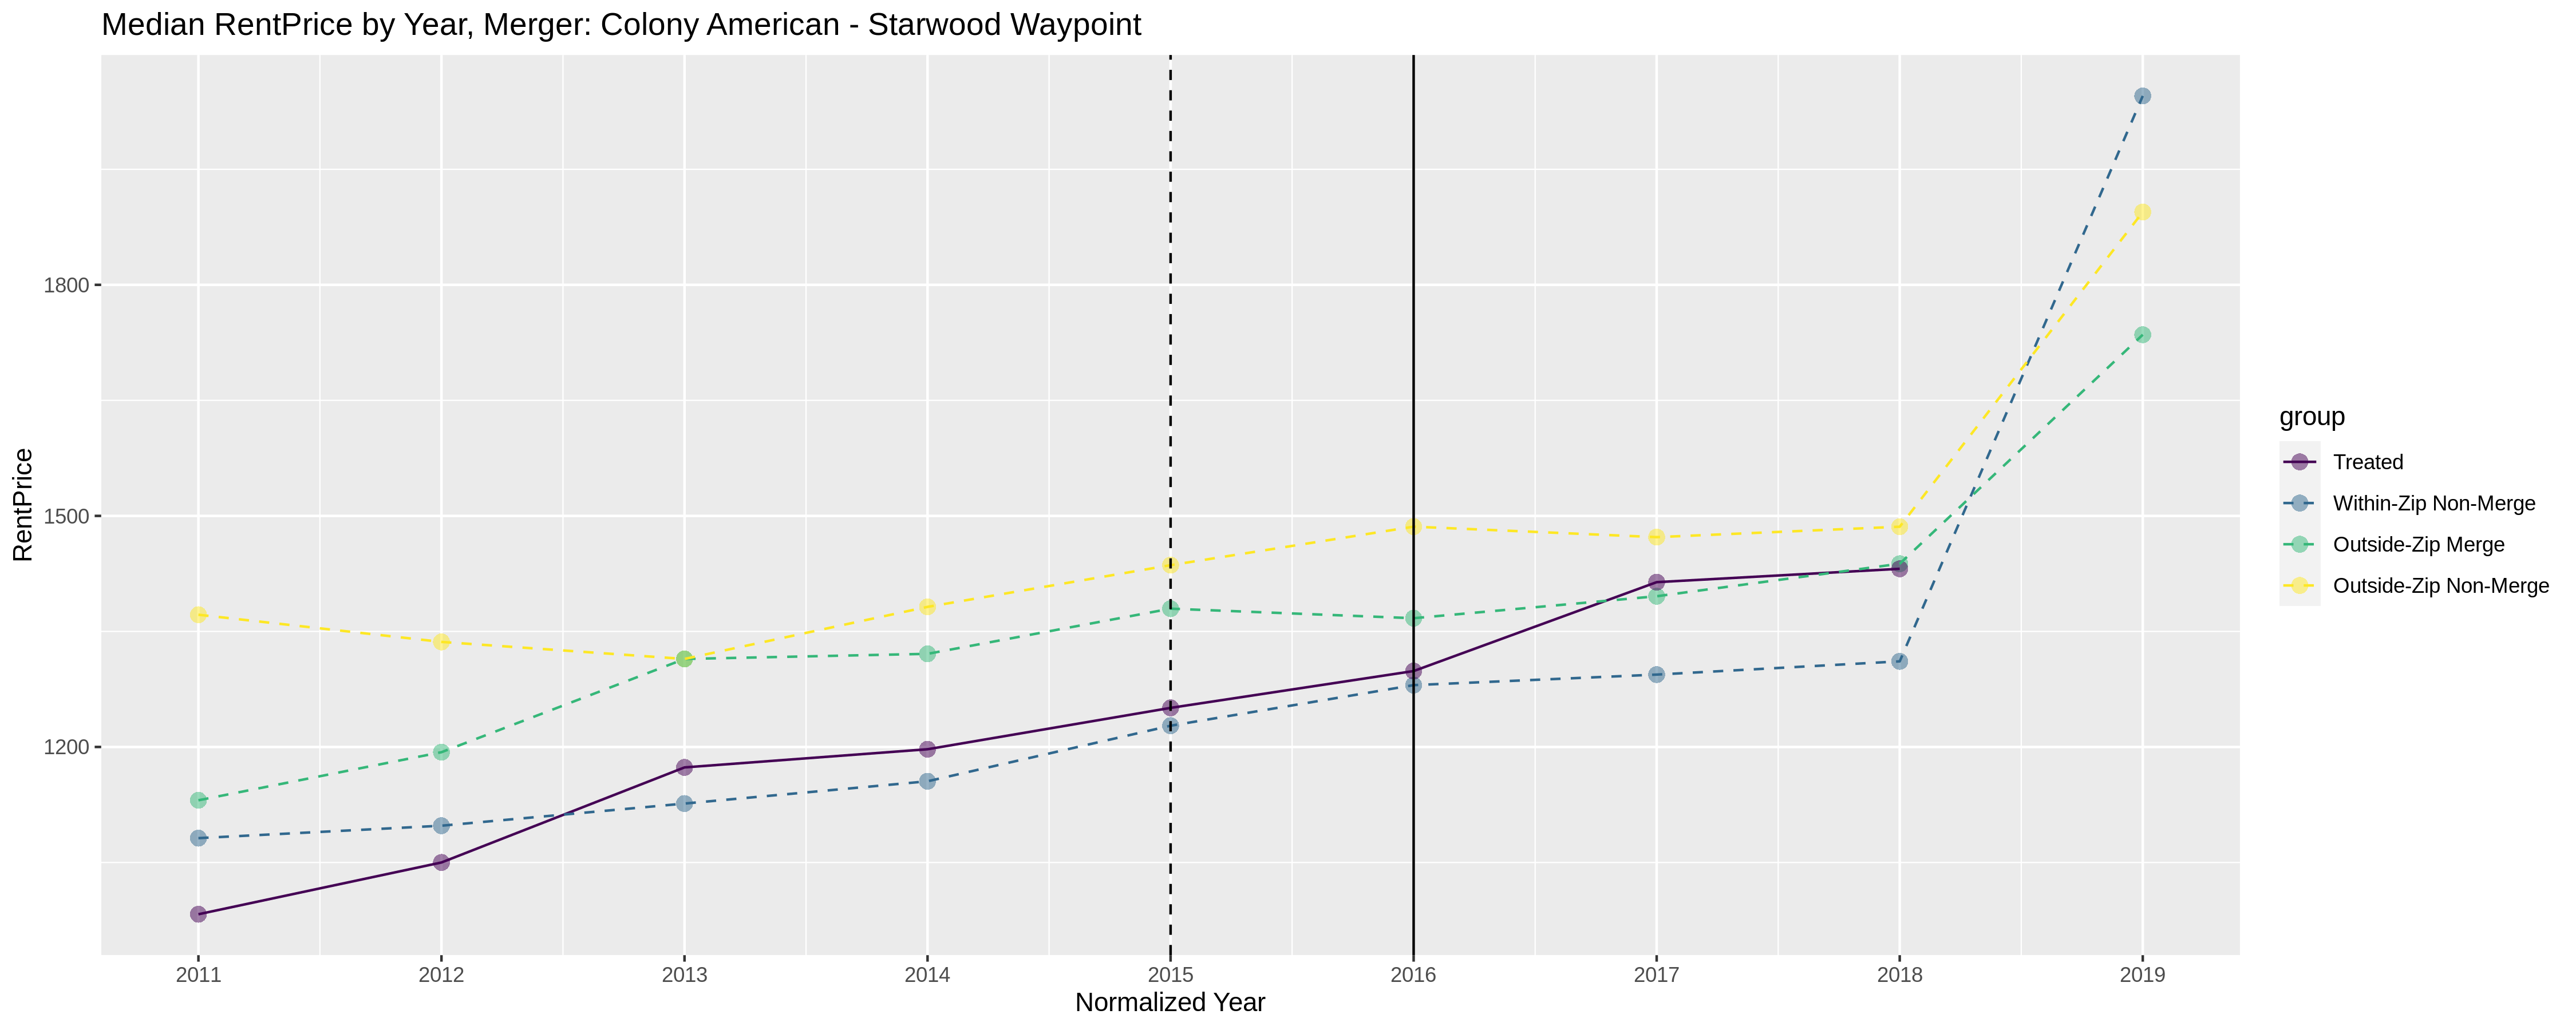 Median RentPrice by Year, Merger: Colony American - Starwood Waypoint
RentPrice
1800
1500
1200
2011 2012 2013 2014 2015 2016 2017 2018 2019
Normalized Year
group
Treated
Within-Zip Non-Merge
Outside-Zip Merge
Outside-Zip Non-Merge